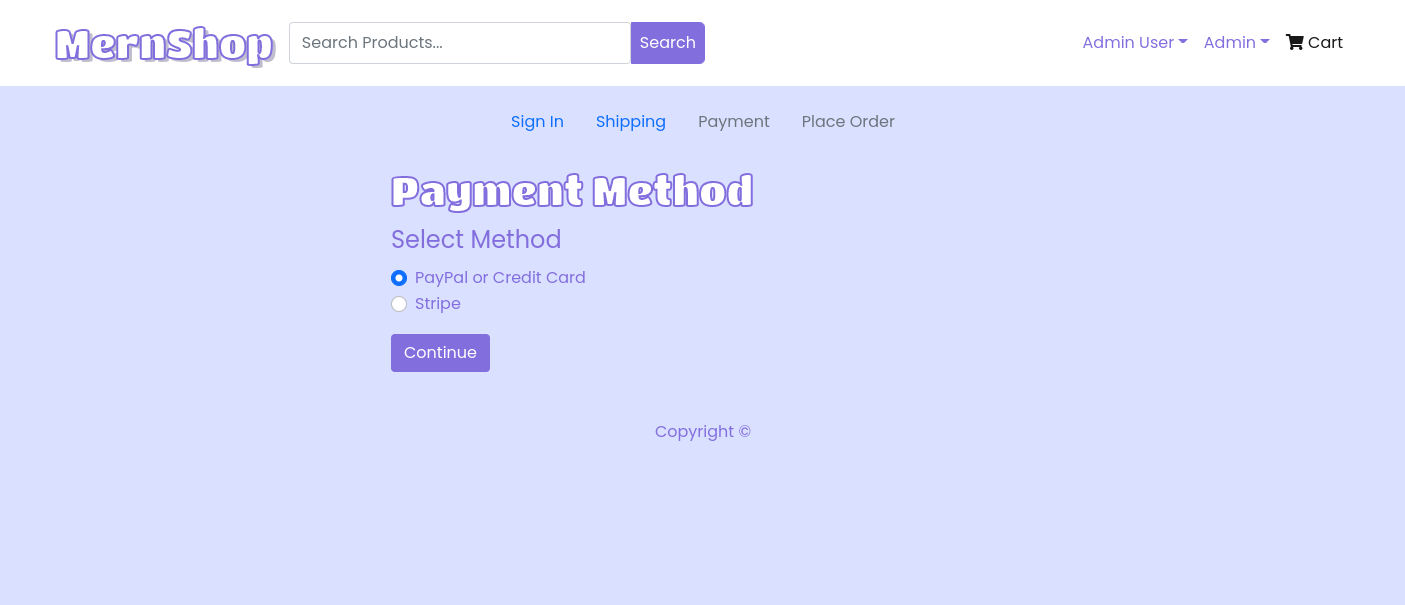 MernShop Search Products... Search Admin User Admin Cart
Sign In Shipping Payment Place Order
Payment Method
Select Method
PayPal or Credit Card
Stripe
Continue
Copyright ©